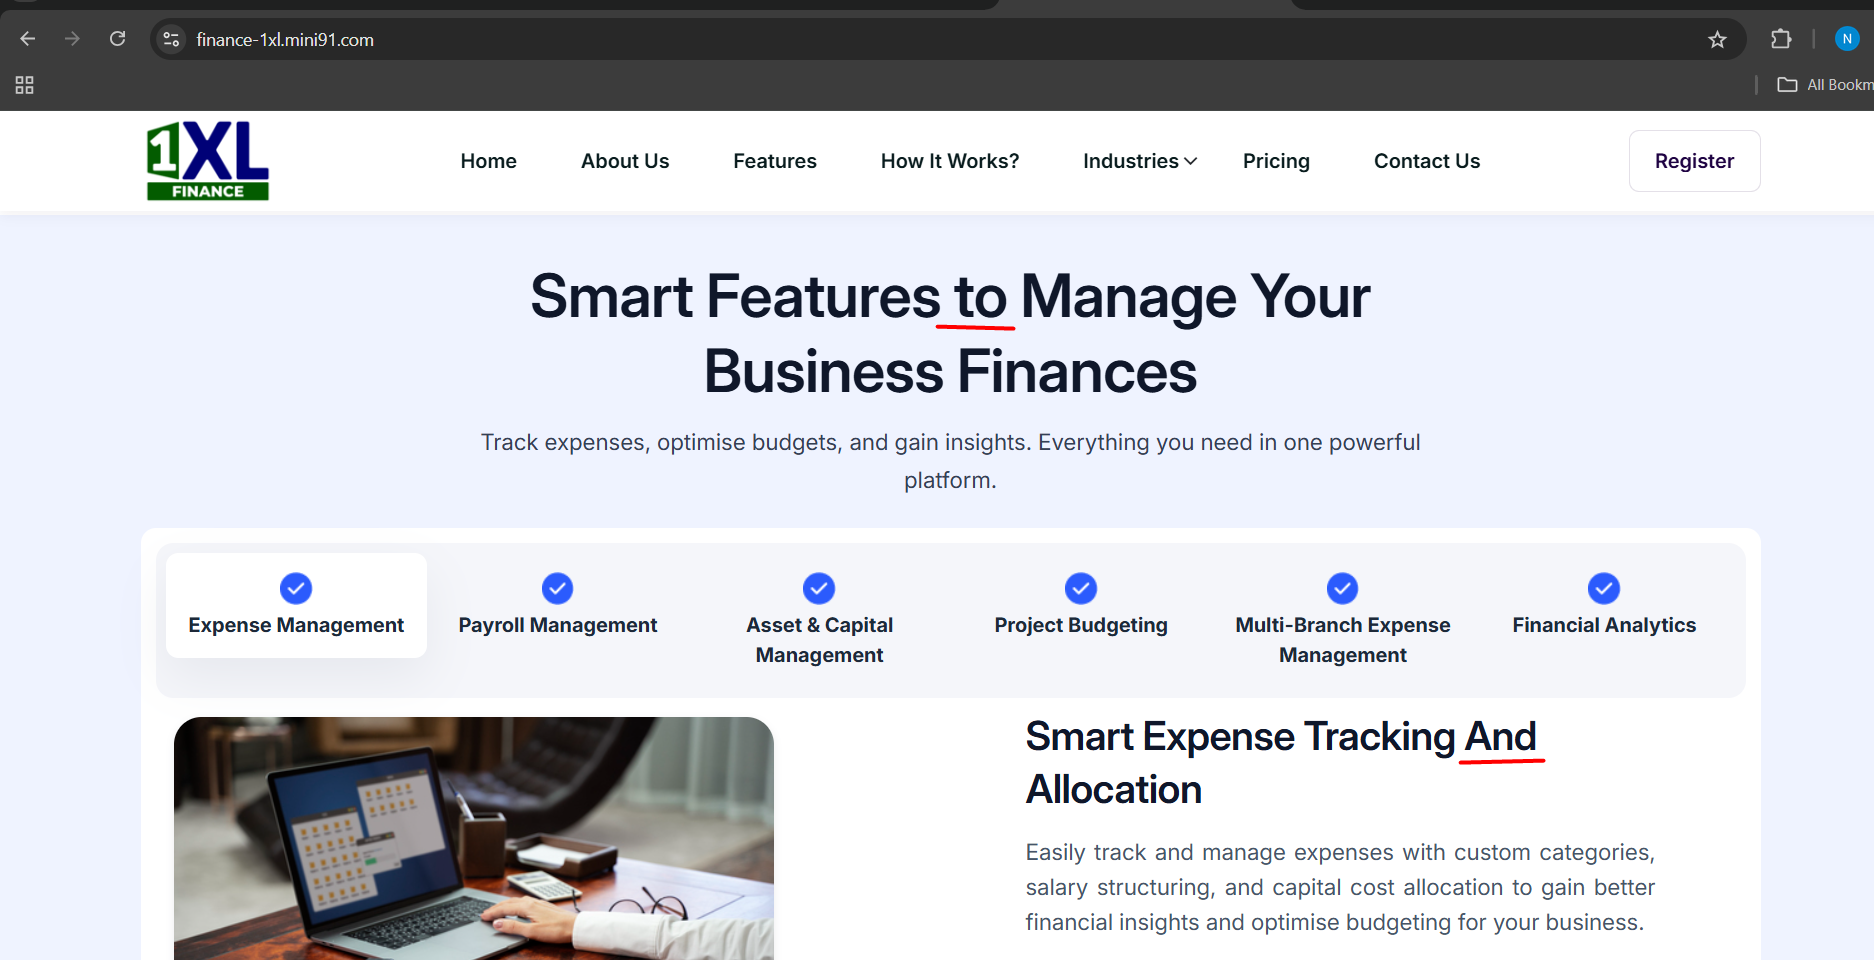 finance-1xl.mini91.com
N
All Bookm
1XL
FINANCE
Home
About Us
Features
How It Works?
Industries
Pricing
Contact Us
Register
Smart Features to Manage Your
Business Finances
Track expenses, optimise budgets, and gain insights. Everything you need in one powerful
platform.
Expense Management
Payroll Management
Asset & Capital
Management
Project Budgeting
Multi-Branch Expense
Management
Financial Analytics
Smart Expense Tracking And
Allocation
Easily track and manage expenses with custom categories,
salary structuring, and capital cost allocation to gain better
financial insights and optimise budgeting for your business.